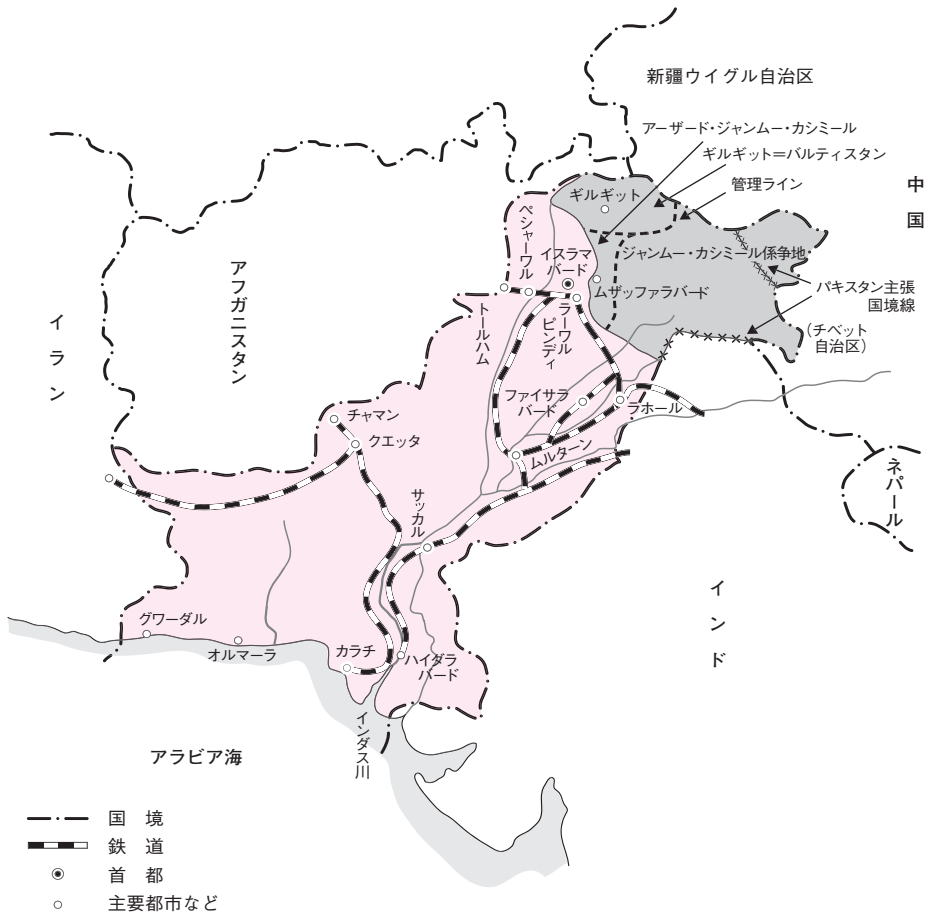 新疆ウイグル自治区
アーザード・ジャンムー・カシミール
ギルギット=バルティスタン
管理ライン
中国
ギルギット
ペシャーワル
イスラマ
バード
ジャンムー・カシミール係争地
ムザッファラバード
パキスタン主張
国境線
(チベット
自治区)
アフガニスタン
イラン
トールハム
ラーワル
ピンディ
ファイサラ
バード
ラホール
チャマン
クエッタ
ムルターン
ネパール
サッカル
インド
グワーダル
オルマーラ
カラチ
ハイダラ
バード
インダス川
アラビア海
国 境
鉄 道
首 都
主要都市など